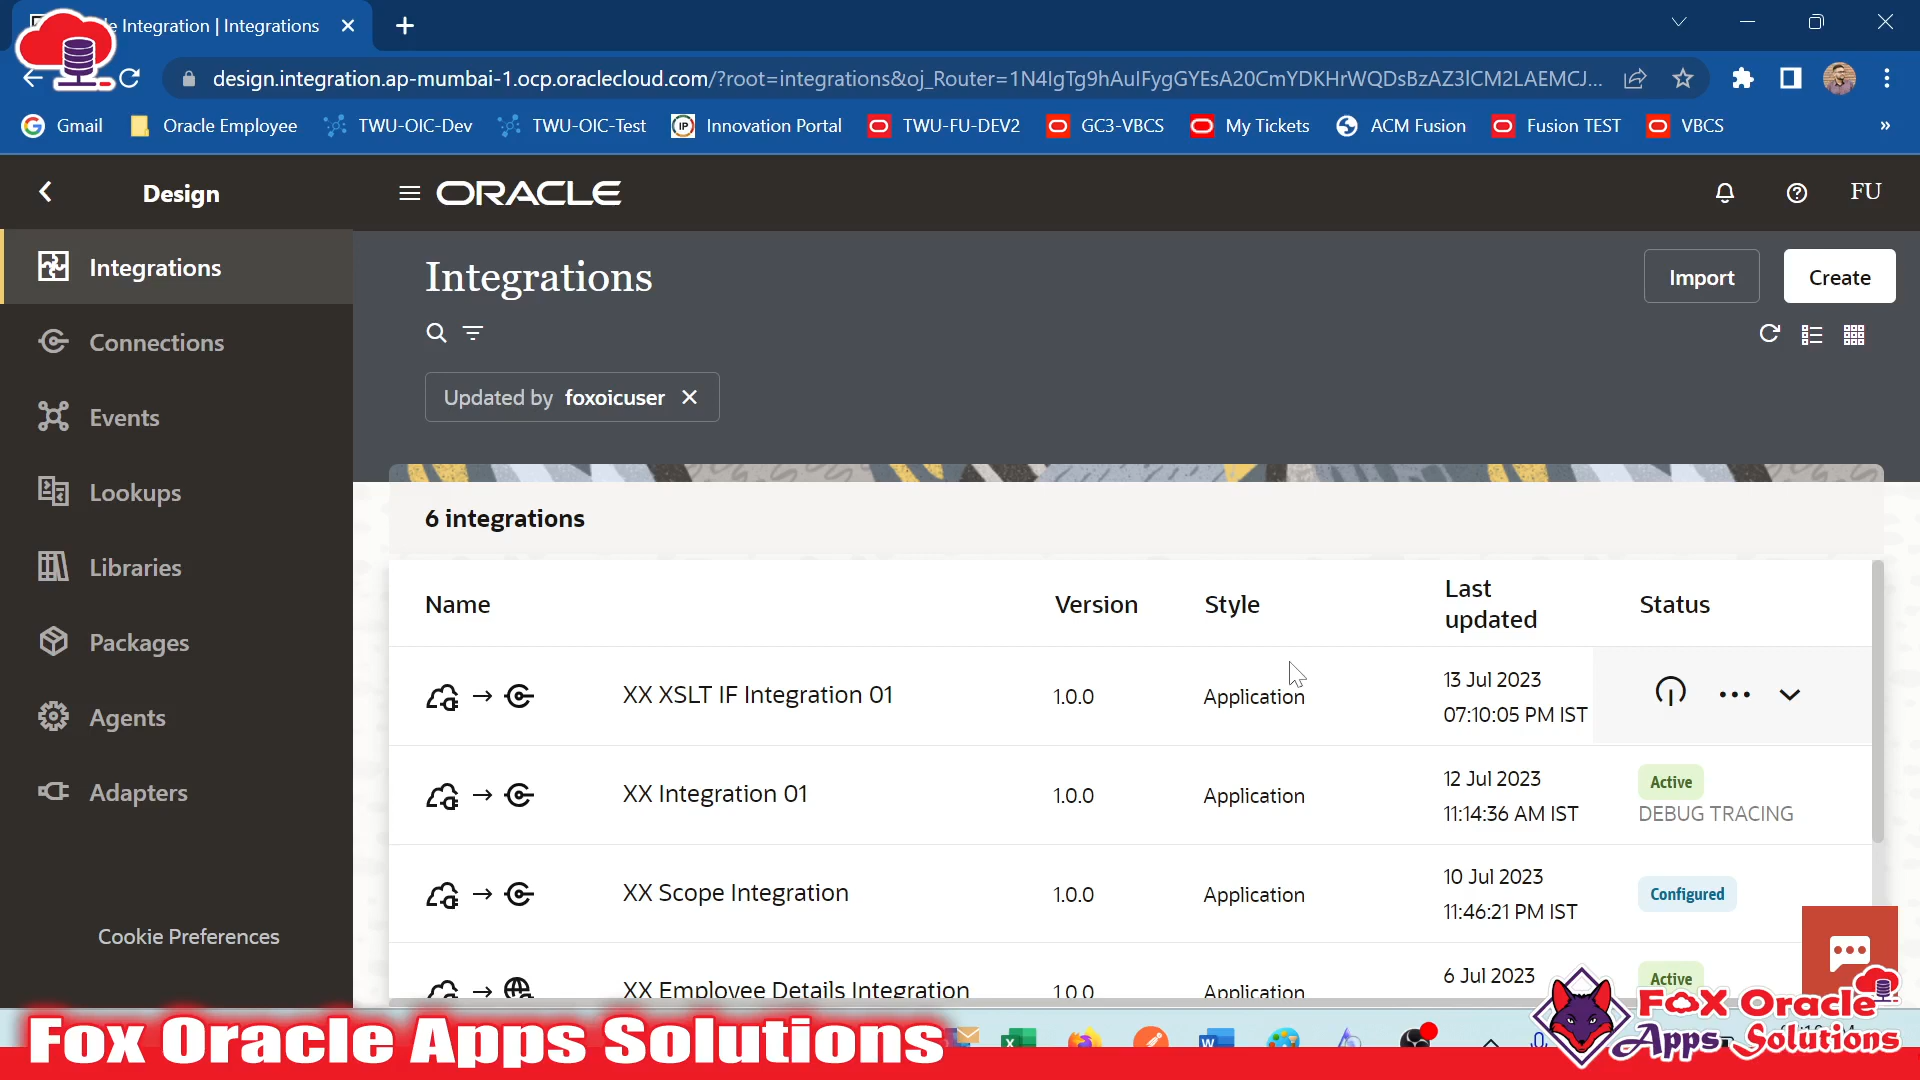 e Integration | Integrations
design.integration.ap-mumbai-1.ocp.oraclecloud.com/?root=integrations&oj_Router=1N4IgTg9hAuIFygGYEsA20CmYDKHrWQDsBzAZ3lCM2LAEMCJ...
Gmail Oracle Employee TWU-OIC-Dev TWU-OIC-Test Innovation Portal TWU-FU-DEV2 GC3-VBCS My Tickets ACM Fusion Fusion TEST VBCS »
Design
ORACLE
FU
Integrations
Connections
Events
Lookups
Libraries
Packages
Agents
Adapters
Cookie Preferences
Integrations
Import
Create
Updated by foxoicuser
6 integrations
Name Version Style Last updated Status
XX XSLT IF Integration 01 1.0.0 Application 13 Jul 2023 07:10:05 PM IST
XX Integration 01 1.0.0 Application 12 Jul 2023 11:14:36 AM IST Active DEBUG TRACING
XX Scope Integration 1.0.0 Application 10 Jul 2023 11:46:21 PM IST Configured
XX Employee Details Integration 1.0.0 Application 6 Jul 2023 Active
Fox Oracle Apps Solutions
Fox Oracle
Apps Solutions